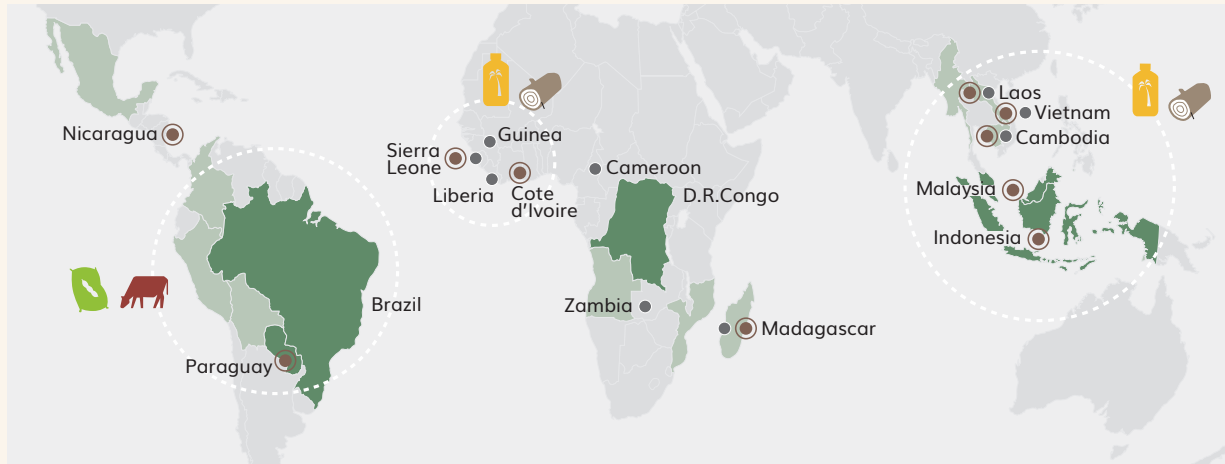 Nicaragua
Guinea
Sierra
Leone
Liberia
Cote
d'Ivoire
Cameroon
D.R.Congo
Zambia
Madagascar
Brazil
Paraguay
Laos
Vietnam
Cambodia
Malaysia
Indonesia